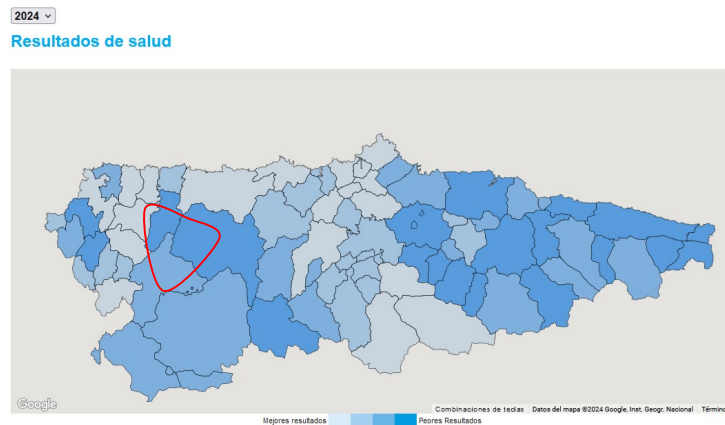 2024
Resultados de salud
Google
Combinaciones de teclas Datos del mapa ©2024 Google, Inst. Geogr. Nacional Término
Mejores resultados
Peores Resultados